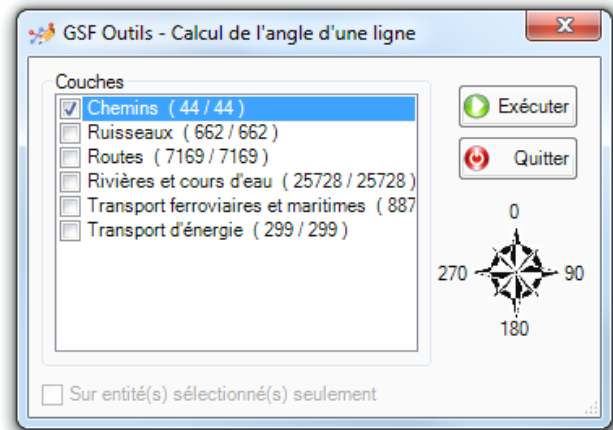 GSF Outils - Calcul de l'angle d'une ligne
Couches
Chemins ( 44 / 44 )
Ruisseaux ( 662 / 662 )
Routes ( 7169 / 7169 )
Rivières et cours d'eau ( 25728 / 25728 )
Transport ferroviaires et maritimes ( 887
Transport d'énergie ( 299 / 299 )
Exécuter
Quitter
0
270
90
180
Sur entité(s) sélectionné(s) seulement